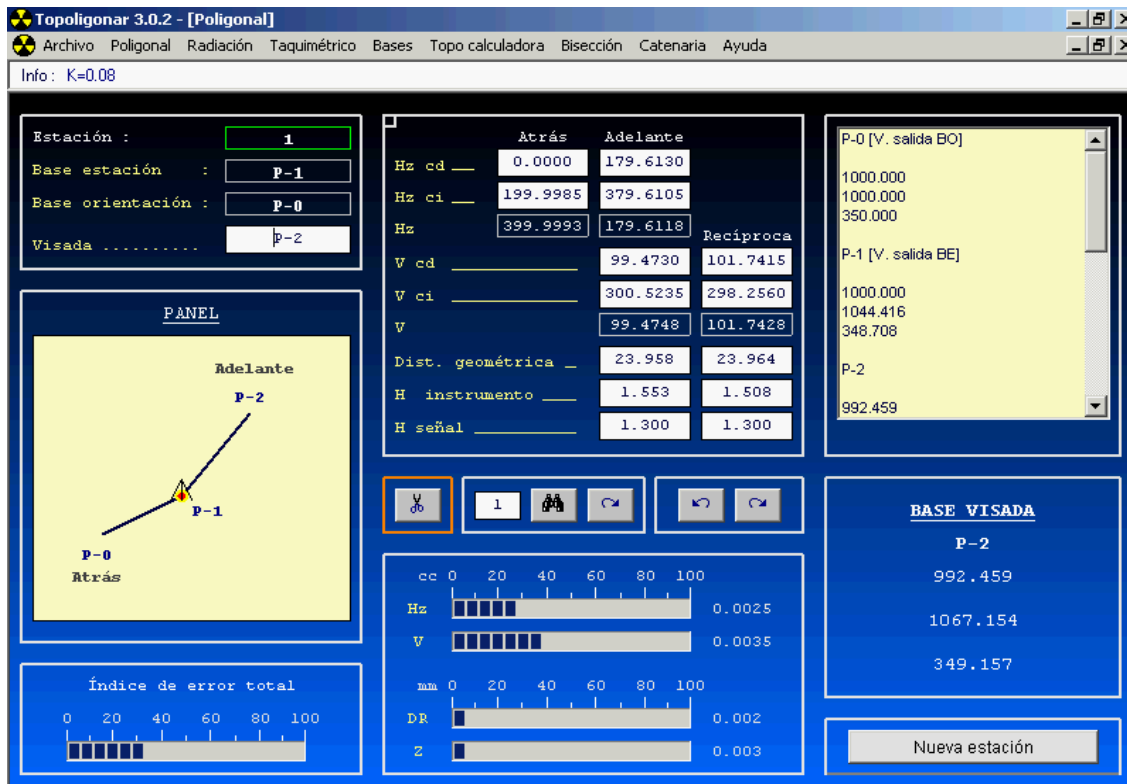 Topoligonar 3.0.2 - [Poligonal]
Archivo Poligonal Radiación Taquimétrico Bases Topo calculadora Bisección Catenaria Ayuda
Info : K=0.08
Estación : 1
Base estación : P-1
Base orientación : P-0
Visada .......... P-2
PANEL
Adelante
P-2
P-1
P-0
Atrás
Índice de error total
0 20 40 60 80 100
Atrás Adelante
Hz cd __ 0.0000 179.6130
Hz ci __ 199.9985 379.6105
Hz 399.9993 179.6118
Recíproca
V cd ___________ 99.4730 101.7415
V ci ___________ 300.5235 298.2560
V 99.4748 101.7428
Dist. geométrica _ 23.958 23.964
H instrumento ___ 1.553 1.508
H señal _________ 1.300 1.300
1
cc 0 20 40 60 80 100
Hz 0.0025
V 0.0035
mm 0 20 40 60 80 100
DR 0.002
Z 0.003
P-0 [V. salida BO]
1000.000
1000.000
350.000
P-1 [V. salida BE]
1000.000
1044.416
348.708
P-2
992.459
BASE VISADA
P-2
992.459
1067.154
349.157
Nueva estación